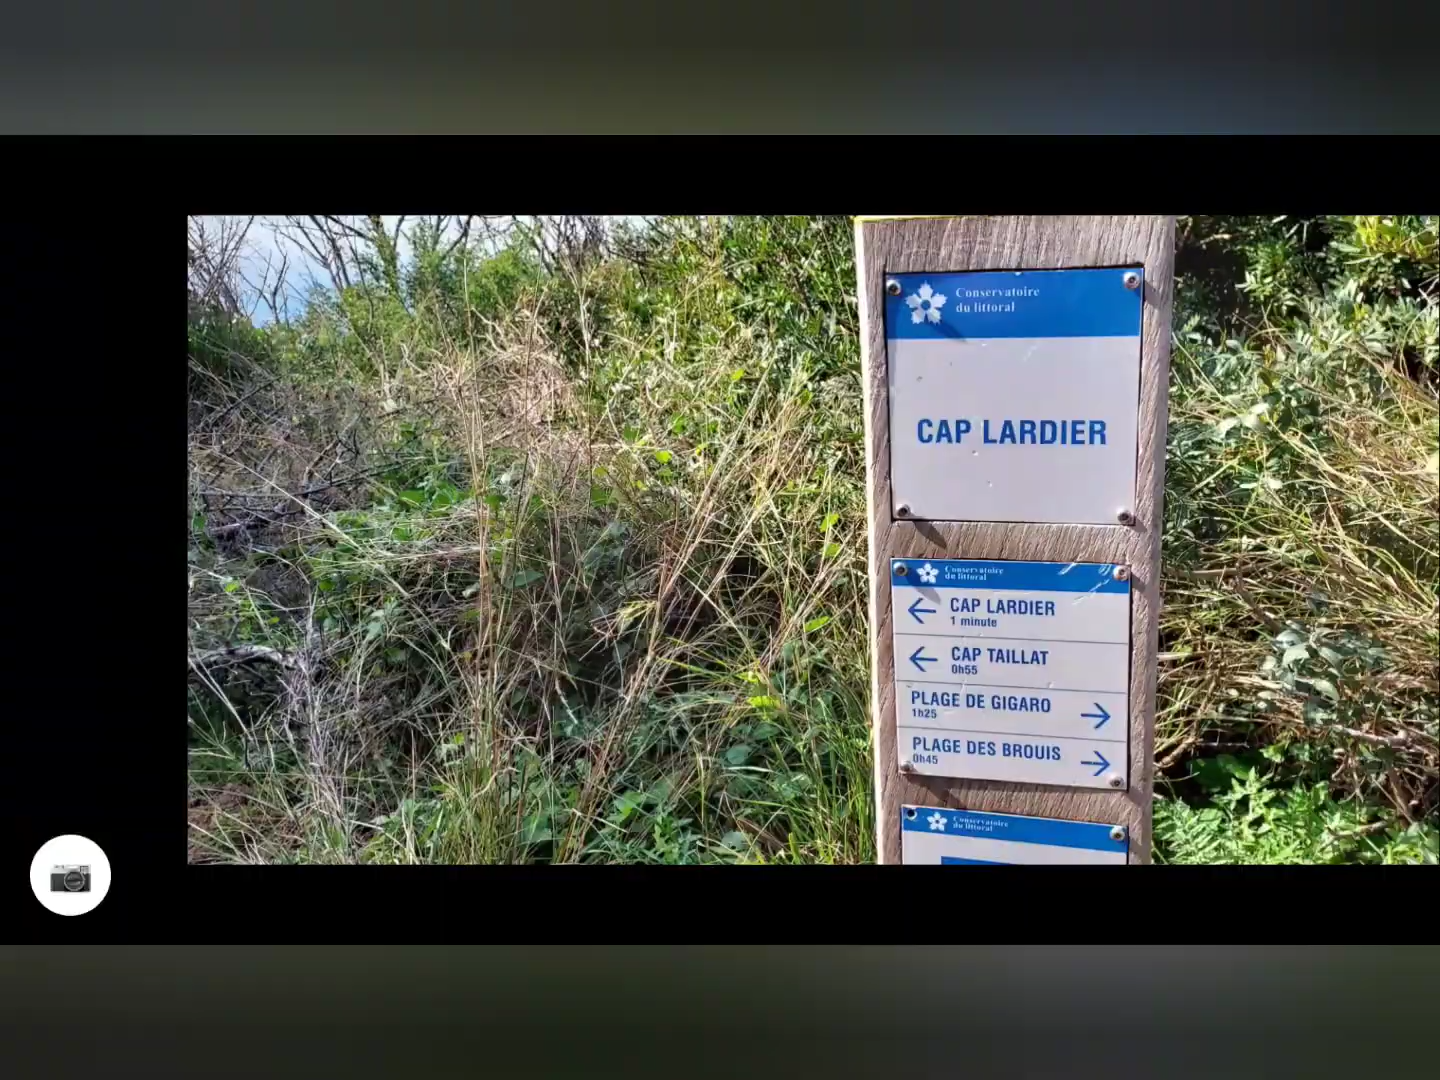 Conservatoire
du littoral
CAP LARDIER
Conservatoire
du littoral
CAP LARDIER
1 minute
CAP TAILLAT
0h55
PLAGE DE GIGARO
1h25
PLAGE DES BROUIS
0h45
Conservatoire
du littoral